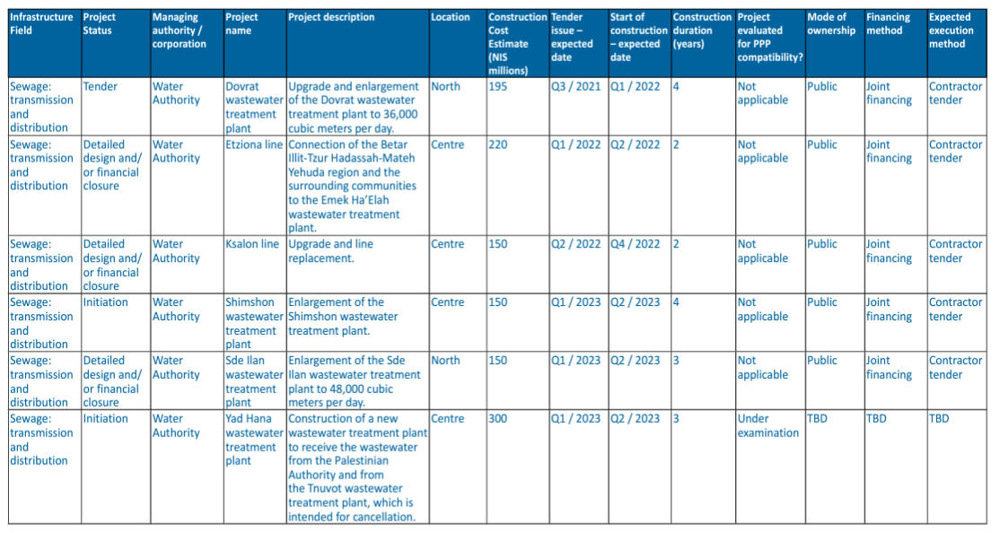 Infrastructure Field
Project Status
Managing authority / corporation
Project name
Project description
Location
Construction Cost Estimate (NIS millions)
Tender issue – expected date
Start of construction – expected date
Construction duration (years)
Project evaluated for PPP compatibility?
Mode of ownership
Financing method
Expected execution method
Sewage: transmission and distribution
Tender
Water Authority
Dovrat wastewater treatment plant
Upgrade and enlargement of the Dovrat wastewater treatment plant to 36,000 cubic meters per day.
North
195
Q3 / 2021
Q1 / 2022
4
Not applicable
Public
Joint financing
Contractor tender
Sewage: transmission and distribution
Detailed design and/ or financial closure
Water Authority
Etziona line
Connection of the Betar Illit-Tzur Hadassah-Mateh Yehuda region and the surrounding communities to the Emek Ha’Elah wastewater treatment plant.
Centre
220
Q1 / 2022
Q2 / 2022
2
Not applicable
Public
Joint financing
Contractor tender
Sewage: transmission and distribution
Detailed design and/ or financial closure
Water Authority
Ksalon line
Upgrade and line replacement.
Centre
150
Q2 / 2022
Q4 / 2022
2
Not applicable
Public
Joint financing
Contractor tender
Sewage: transmission and distribution
Initiation
Water Authority
Shimshon wastewater treatment plant
Enlargement of the Shimshon wastewater treatment plant.
Centre
150
Q1 / 2023
Q2 / 2023
4
Not applicable
Public
Joint financing
Contractor tender
Sewage: transmission and distribution
Detailed design and/ or financial closure
Water Authority
Sde Ilan wastewater treatment plant
Enlargement of the Sde Ilan wastewater treatment plant to 48,000 cubic meters per day.
North
150
Q1 / 2023
Q2 / 2023
3
Not applicable
Public
Joint financing
Contractor tender
Sewage: transmission and distribution
Initiation
Water Authority
Yad Hana wastewater treatment plant
Construction of a new wastewater treatment plant to receive the wastewater from the Palestinian Authority and from the Tnuvot wastewater treatment plant, which is intended for cancellation.
Centre
300
Q1 / 2023
Q2 / 2023
3
Under examination
TBD
TBD
TBD